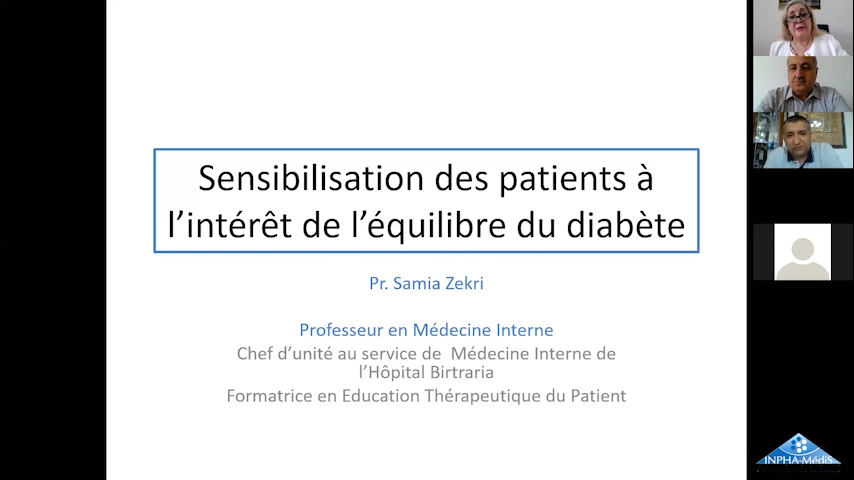 Sensibilisation des patients à
l’intérêt de l’équilibre du diabète
Pr. Samia Zekri
Professeur en Médecine Interne
Chef d’unité au service de  Médecine Interne de
l’Hôpital Birtraria
Formatrice en Education Thérapeutique du Patient
INPHA-MédiS